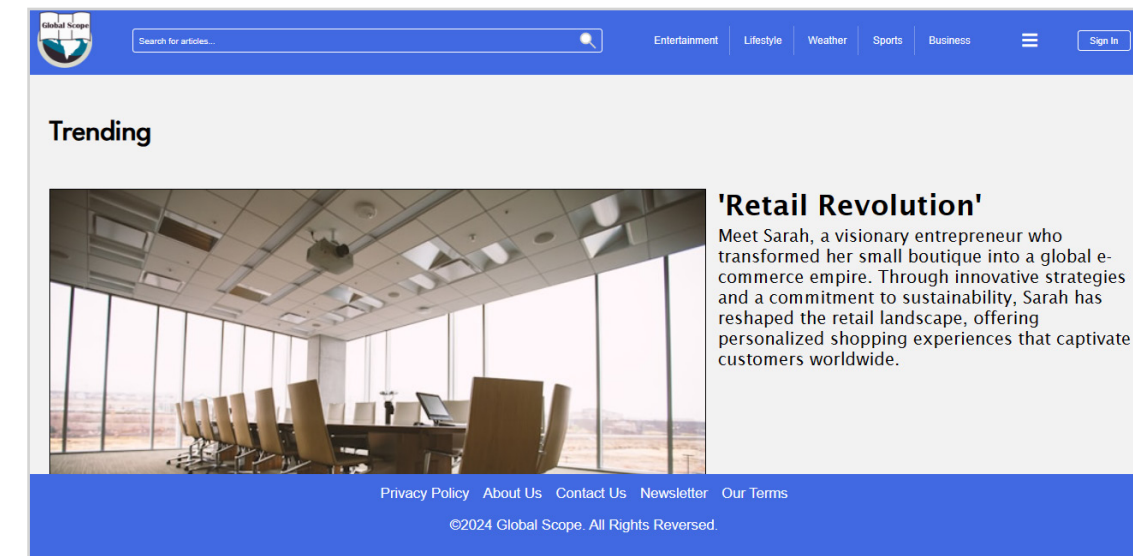 Global Scope
Search for articles...
Entertainment
Lifestyle
Weather
Sports
Business
Sign In
Trending
'Retail Revolution'
Meet Sarah, a visionary entrepreneur who
transformed her small boutique into a global e-
commerce empire. Through innovative strategies
and a commitment to sustainability, Sarah has
reshaped the retail landscape, offering
personalized shopping experiences that captivate
customers worldwide.
Privacy Policy About Us Contact Us Newsletter Our Terms
©2024 Global Scope. All Rights Reversed.